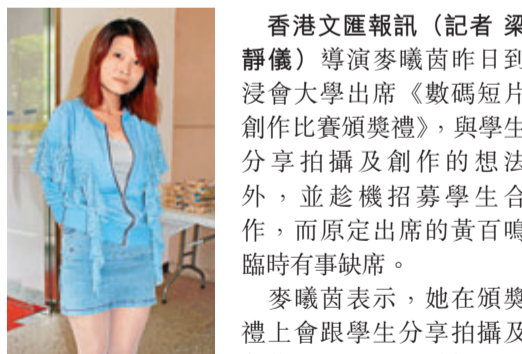 香港文匯報訊（記者 梁
靜儀）導演麥曦茵昨日到
浸會大學出席《數碼短片
創作比賽頒獎禮》，與學生
分享拍攝及創作的想法
外，並趁機招募學生合
作，而原定出席的黃百鳴
臨時有事缺席。
麥曦茵表示，她在頒獎
禮上會跟學生分享拍攝及